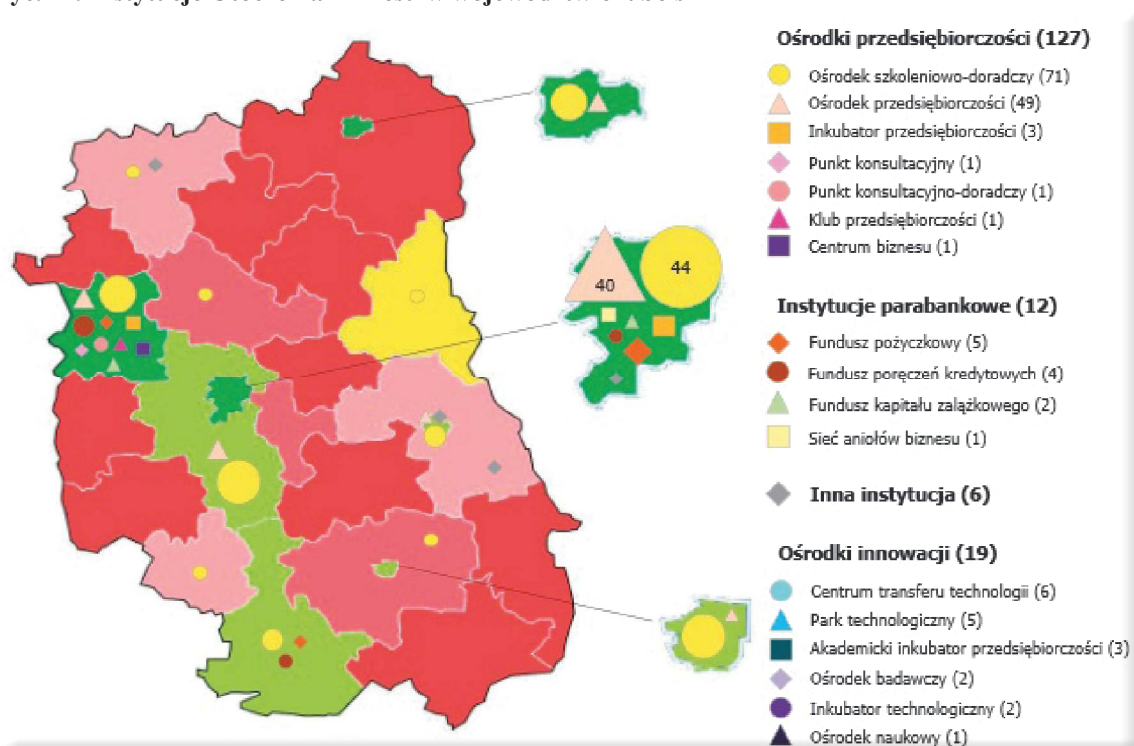 Ośrodki przedsiębiorczości (127)
Ośrodek szkoleniowo-doradczy (71)
Ośrodek przedsiębiorczości (49)
Inkubator przedsiębiorczości (3)
Punkt konsultacyjny (1)
Punkt konsultacyjno-doradczy (1)
Klub przedsiębiorczości (1)
Centrum biznesu (1)
40
44
Instytucje parabankowe (12)
Fundusz pożyczkowy (5)
Fundusz poręczeń kredytowych (4)
Fundusz kapitału zalążkowego (2)
Sieć aniołów biznesu (1)
Inna instytucja (6)
Ośrodki innowacji (19)
Centrum transferu technologii (6)
Park technologiczny (5)
Akademicki inkubator przedsiębiorczości (3)
Ośrodek badawczy (2)
Inkubator technologiczny (2)
Ośrodek naukowy (1)